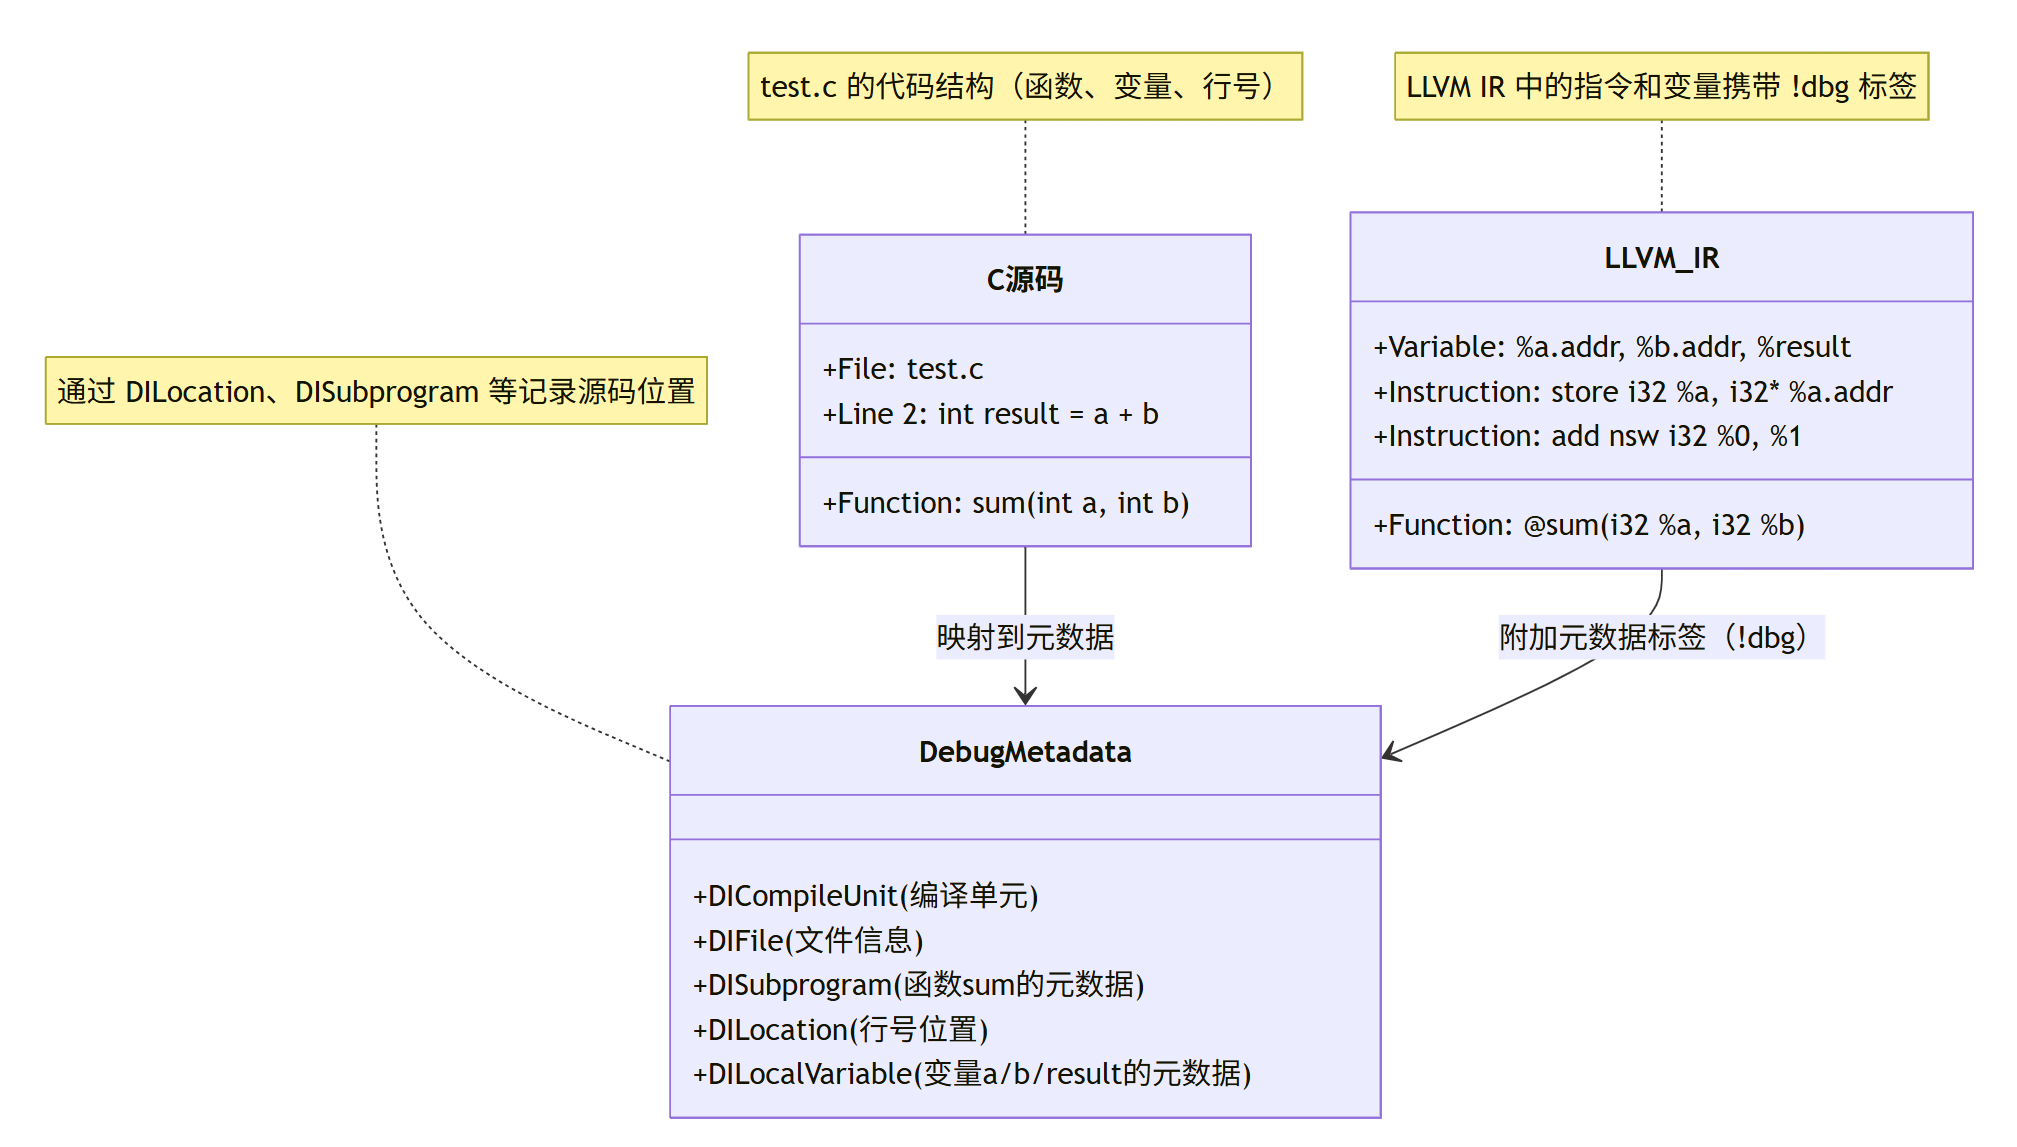 test.c 的代码结构（函数、变量、行号）
LLVM IR 中的指令和变量携带 !dbg 标签
通过 DILocation、DISubprogram 等记录源码位置
C源码
+File: test.c
+Line 2: int result = a + b
+Function: sum(int a, int b)
LLVM_IR
+Variable: %a.addr, %b.addr, %result
+Instruction: store i32 %a, i32* %a.addr
+Instruction: add nsw i32 %0, %1
+Function: @sum(i32 %a, i32 %b)
映射到元数据
附加元数据标签（!dbg）
DebugMetadata
+DICompileUnit(编译单元)
+DIFile(文件信息)
+DISubprogram(函数sum的元数据)
+DILocation(行号位置)
+DILocalVariable(变量a/b/result的元数据)